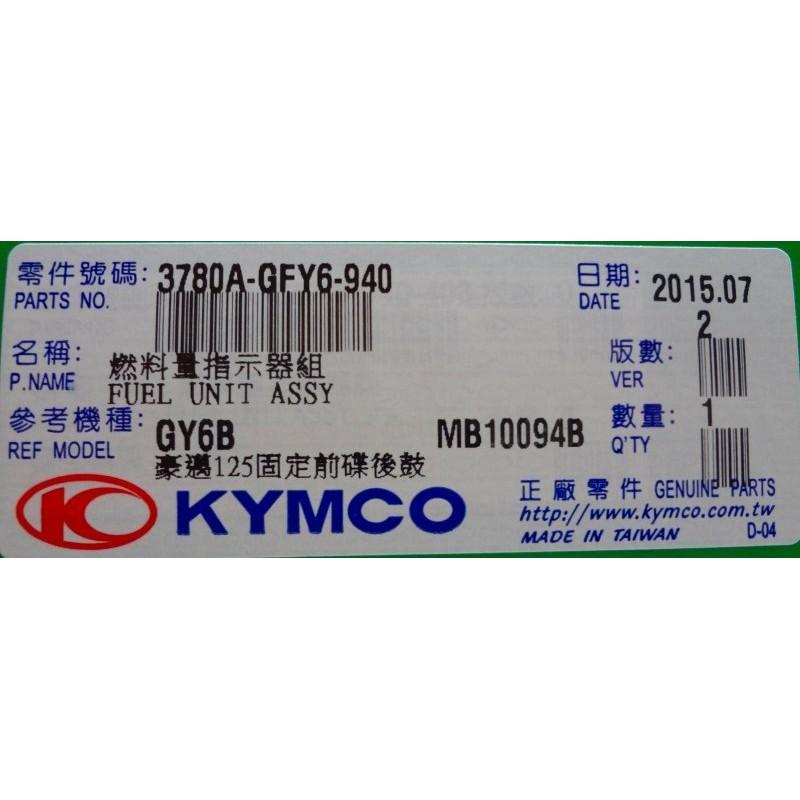 零件號碼: 3780A-GFY6-940 日期: 2015.07
PARTS NO. DATE
2
名稱: 燃料量指示器組 版數:
P.NAME FUEL UNIT ASSY VER
參考機種: GY6B MB10094B 數量: 1
REF MODEL 豪邁125固定前碟後鼓 Q'TY
KYMCO 正廠零件 GENUINE PARTS
http://www.kymco.com.tw
MADE IN TAIWAN D-04